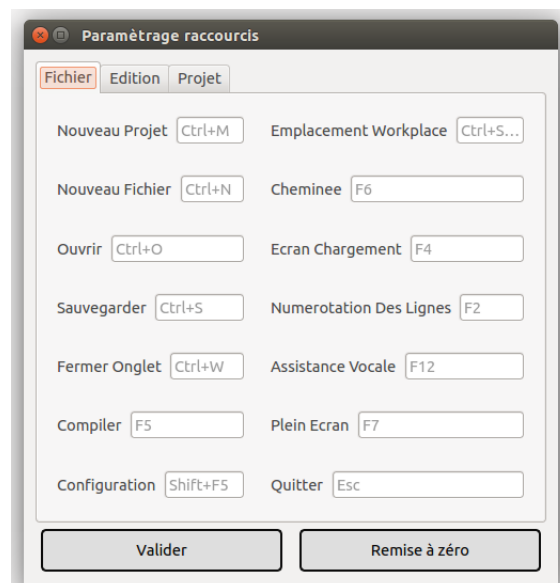 Paramètrage raccourcis
Fichier Edition Projet
Nouveau Projet Ctrl+M Emplacement Workplace Ctrl+S...
Nouveau Fichier Ctrl+N Cheminee F6
Ouvrir Ctrl+O Ecran Chargement F4
Sauvegarder Ctrl+S Numerotation Des Lignes F2
Fermer Onglet Ctrl+W Assistance Vocale F12
Compiler F5 Plein Ecran F7
Configuration Shift+F5 Quitter Esc
Valider Remise à zéro